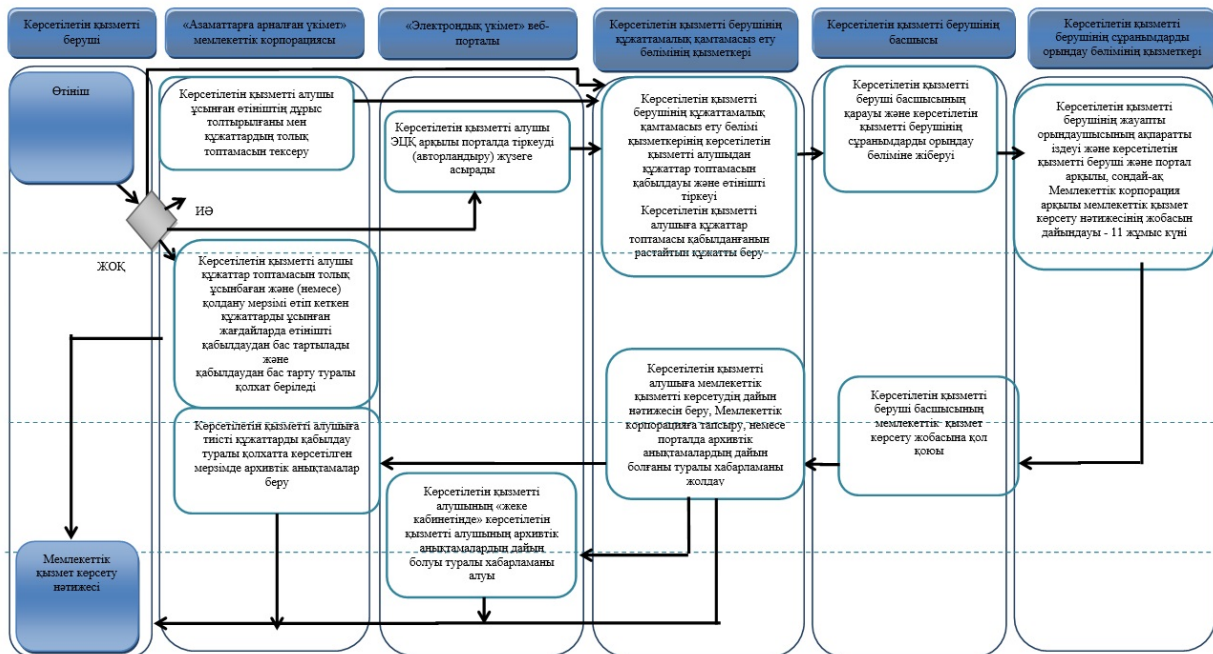 Көрсетілетін қызметті
беруші
«Азаматтарға арналған үкімет»
мемлекеттік корпорациясы
«Электрондық үкімет» веб-
порталы
Көрсетілетін қызметті берушінің
құжаттамалық қамтамасыз ету
бөлімінің қызметкері
Көрсетілетін қызметті берушінің
басшысы
Көрсетілетін қызметті
берушінің сұранымдарды
орындау бөлімінің қызметкері
Өтініш
Көрсетілетін қызметті алушы
ұсынған өтініштің дұрыс
толтырылғаны мен
құжаттардың толық
топтамасын тексеру
Көрсетілетін қызметті алушы
ЭЦҚ арқылы порталда тіркеуді
(авторландыру) жүзеге
асырады
Көрсетілетін қызметті
берушінің құжаттамалық
қамтамасыз ету бөлімі
қызметкерінің көрсетілетін
қызметті алушыдан
құжаттар топтамасын
қабылдауы және өтінішті
тіркеуі
Көрсетілетін қызметті
алушыға құжаттар
топтамасы қабылданғанын
растайтын құжатты беру
Көрсетілетін қызметті
беруші басшысының
қарауы және көрсетілетін
қызметті берушінің
сұранымдарды орындау
бөліміне жіберуі
Көрсетілетін қызметті
берушінің жауапты
орындаушысының ақпаратты
іздеуі және көрсетілетін
қызметті беруші және портал
арқылы, сондай-ақ
Мемлекеттік корпорация
арқылы мемлекеттік қызмет
көрсету нәтижесінің жобасын
дайындауы - 11 жұмыс күні
ИӘ
ЖОҚ
Көрсетілетін қызметті алушы
құжаттар топтамасын толық
ұсынбаған және (немесе)
қолдану мерзімі өтіп кеткен
құжаттарды ұсынған
жағдайларда өтінішті
қабылдаудан бас тартылады
және
қабылдаудан бас тарту туралы
қолхат беріледі
Көрсетілетін қызметті
алушыға мемлекеттік
қызметті көрсетудің дайын
нәтижесін беру, Мемлекеттік
корпорацияға тапсыру, немесе
порталда архивтік
анықтамалардың дайын
болғаны туралы хабарламаны
жолдау
Көрсетілетін қызметті
беруші басшысының
мемлекеттік қызмет
көрсету жобасына қол
қоюы
Көрсетілетін қызметті алушыға
тиісті құжаттарды қабылдау
туралы қолхатта көрсетілген
мерзімде архивтік анықтамалар
беру
Көрсетілетін қызметті
алушының «жеке
кабинетінде» көрсетілетін
қызметті алушының архивтік
анықтамалардың дайын
болуы туралы хабарламаны
алуы
Мемлекеттік
қызмет көрсету
нәтижесі